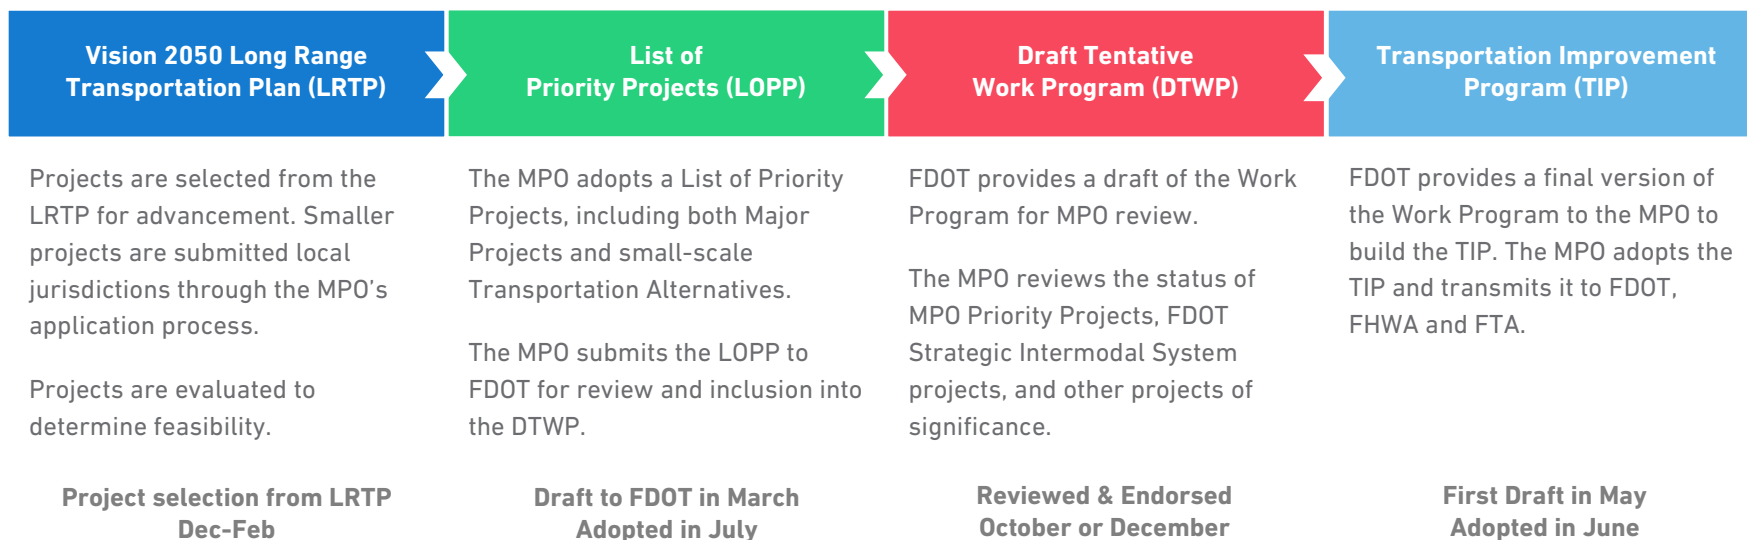 Vision 2050 Long Range
Transportation Plan (LRTP)
Projects are selected from the
LRTP for advancement. Smaller
projects are submitted local
jurisdictions through the MPO’s
application process.
Projects are evaluated to
determine feasibility.
Project selection from LRTP
Dec-Feb
List of
Priority Projects (LOPP)
The MPO adopts a List of Priority
Projects, including both Major
Projects and small-scale
Transportation Alternatives.
The MPO submits the LOPP to
FDOT for review and inclusion into
the DTWP.
Draft to FDOT in March
Adopted in July
Draft Tentative
Work Program (DTWP)
FDOT provides a draft of the Work
Program for MPO review.
The MPO reviews the status of
MPO Priority Projects, FDOT
Strategic Intermodal System
projects, and other projects of
significance.
Reviewed & Endorsed
October or December
Transportation Improvement
Program (TIP)
FDOT provides a final version of
the Work Program to the MPO to
build the TIP. The MPO adopts the
TIP and transmits it to FDOT,
FHWA and FTA.
First Draft in May
Adopted in June